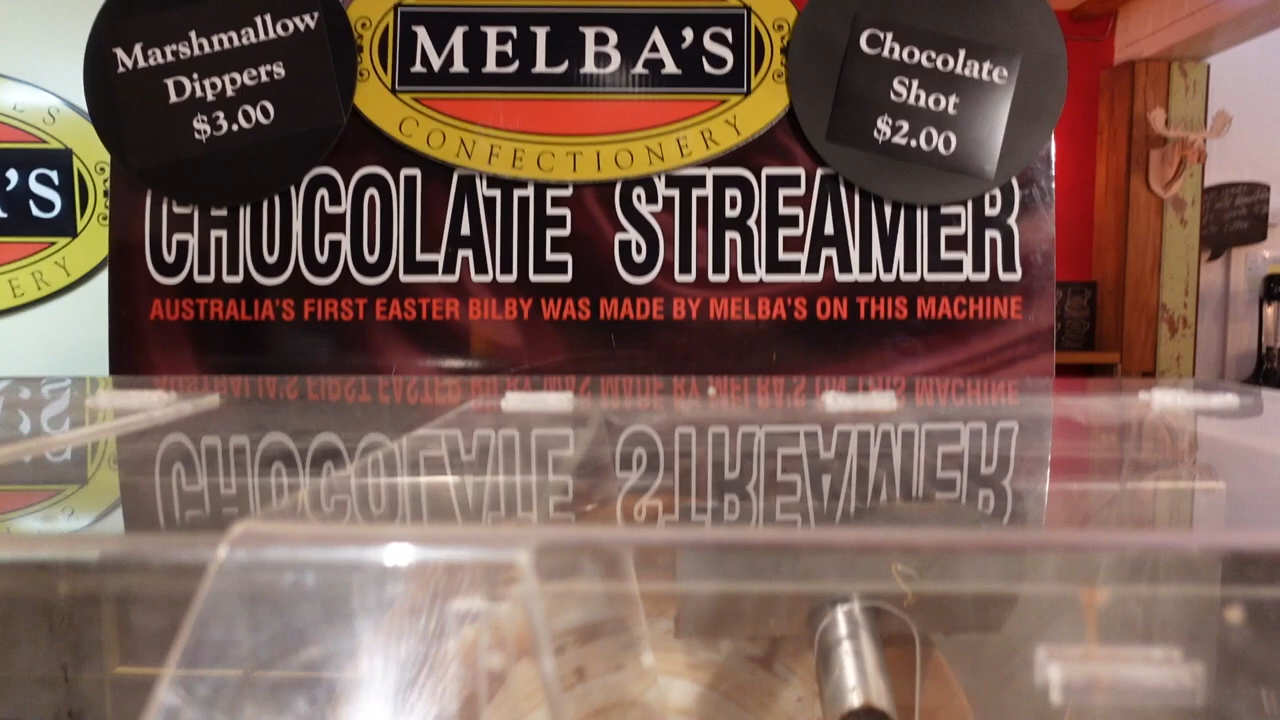 Marshmallow
Dippers
$3.00
MELBA'S
CONFECTIONERY
Chocolate
Shot
$2.00
'S
ERY
CHOCOLATE STREAMER
AUSTRALIA'S FIRST EASTER BILBY WAS MADE BY MELBA'S ON THIS MACHINE